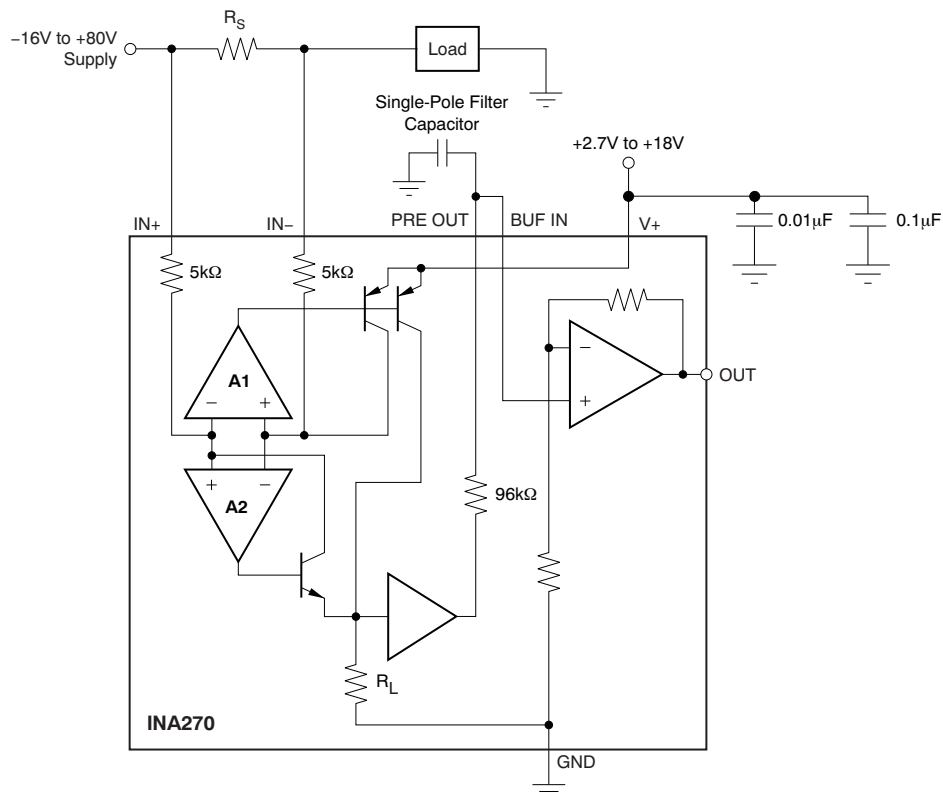 R_S
−16V to +80V
Supply
Load
Single-Pole Filter
Capacitor
+2.7V to +18V
IN+
IN−
PRE OUT
BUF IN
V+
0.01μF
0.1μF
5kΩ
5kΩ
A1
−
+
−
+
OUT
+
−
A2
96kΩ
R_L
INA270
GND